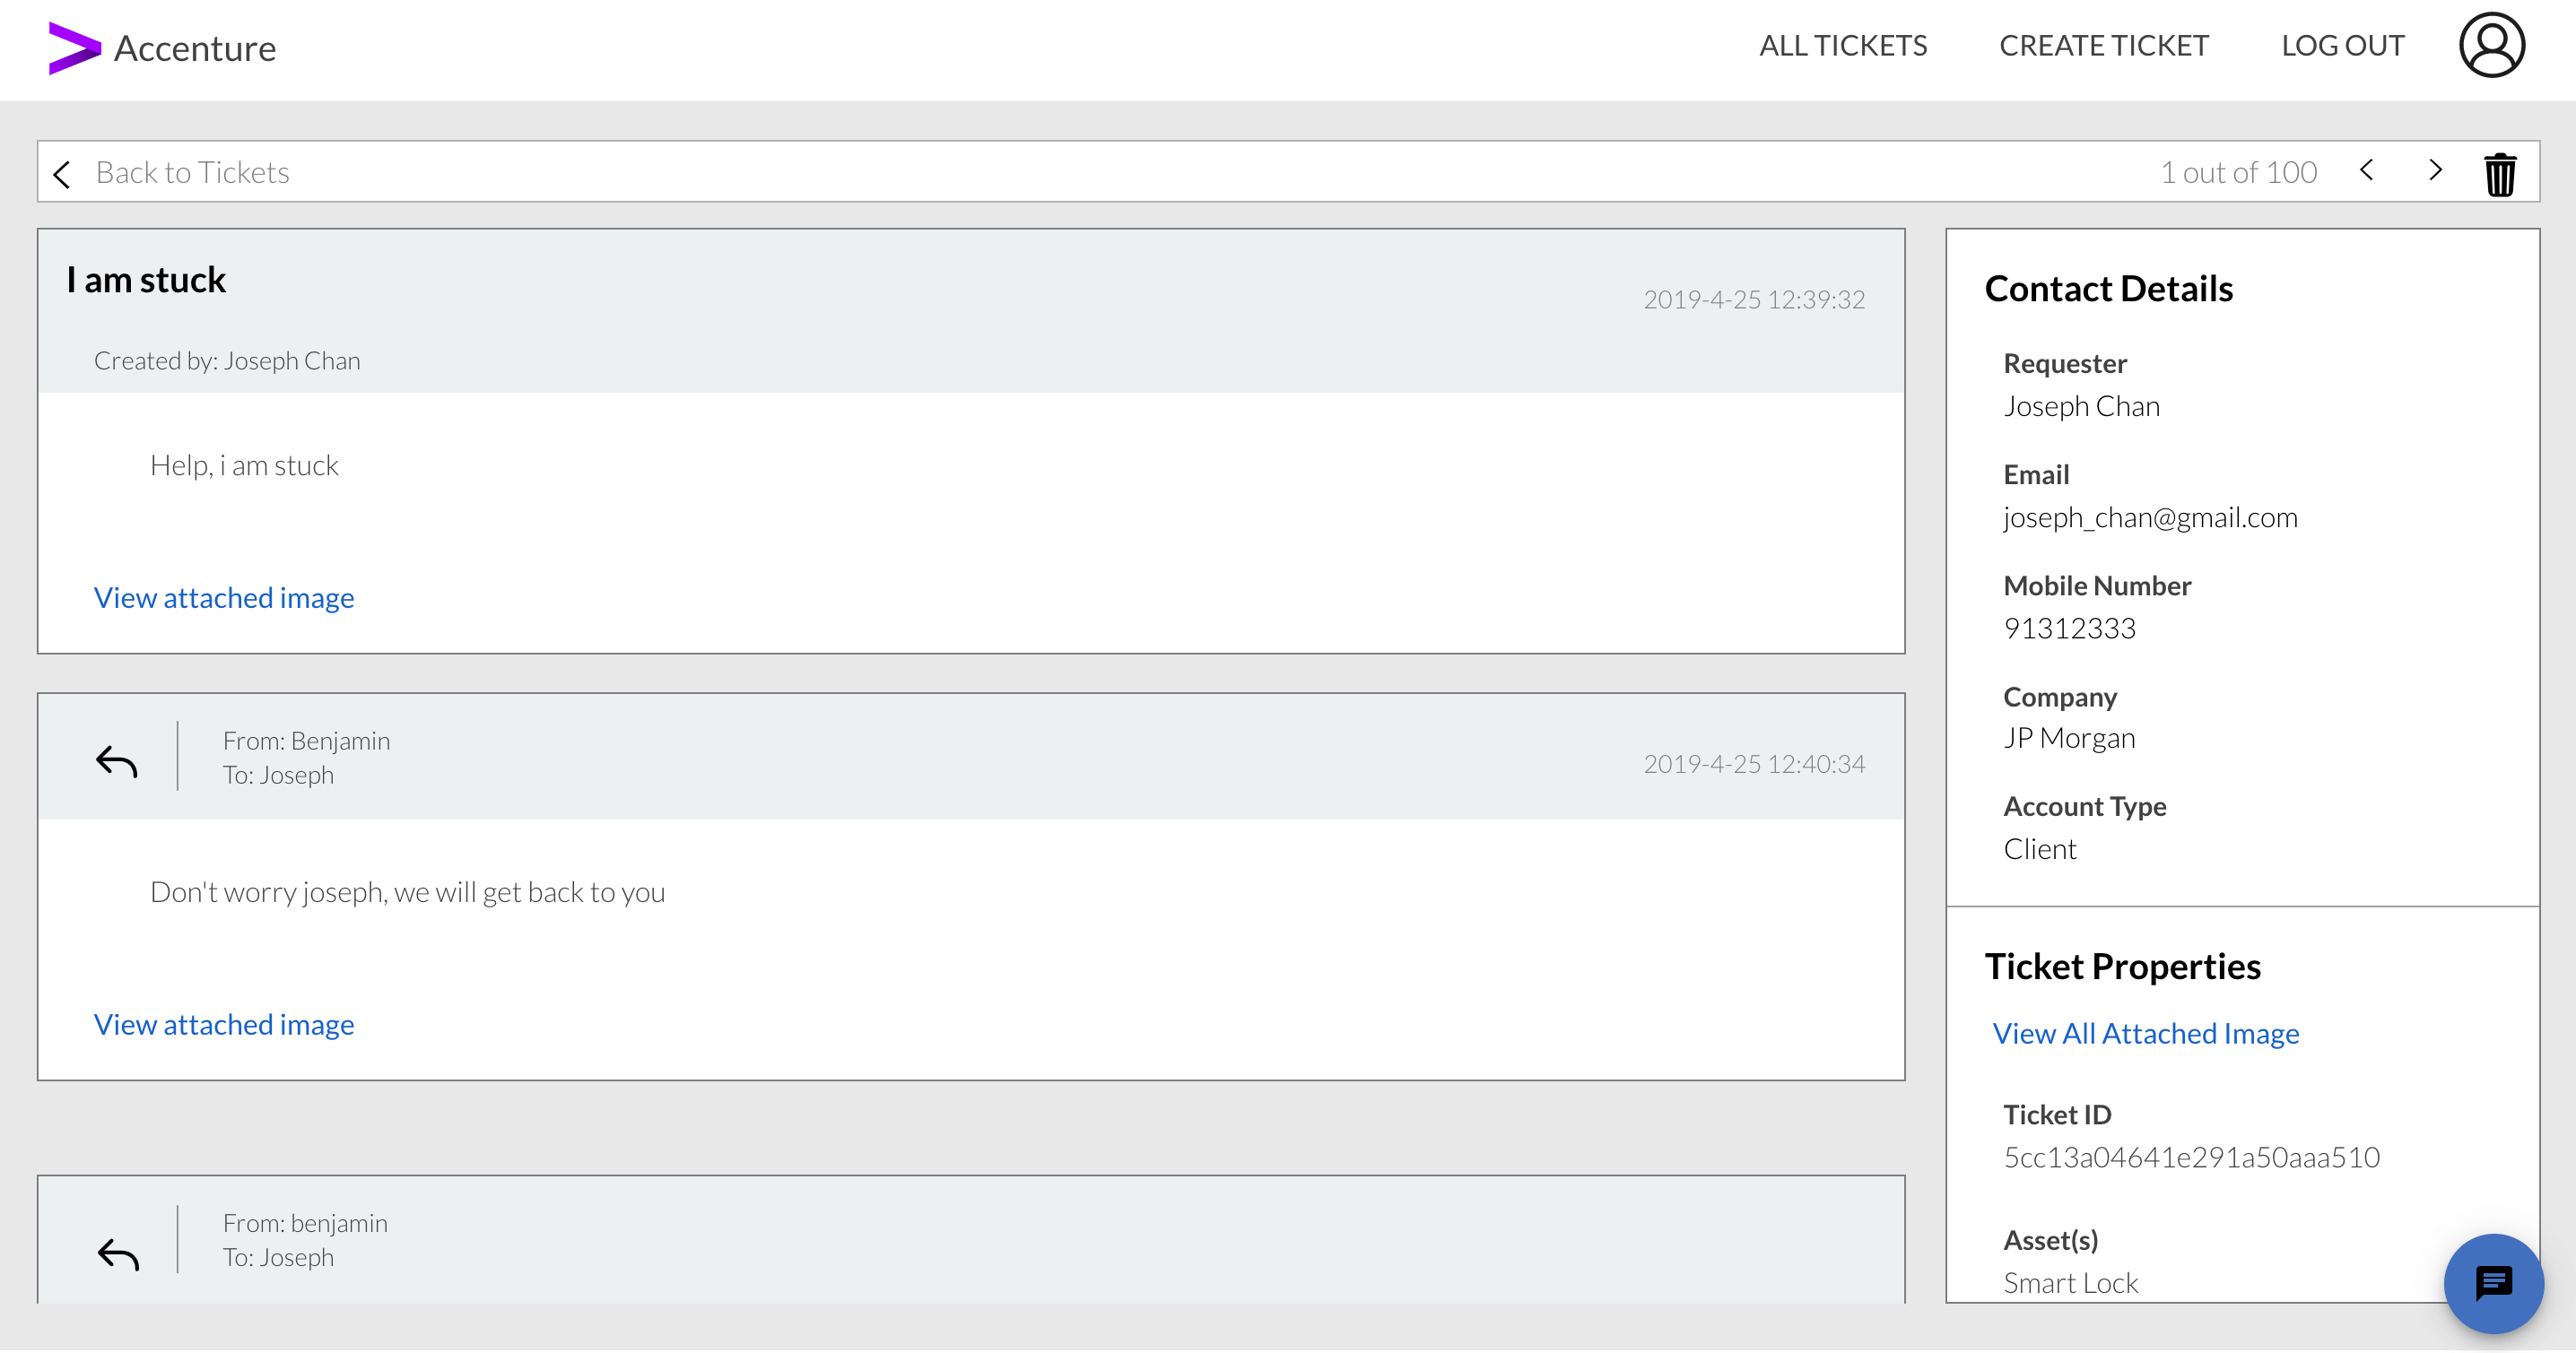 Accenture
ALL TICKETS
CREATE TICKET
LOG OUT
Back to Tickets
1 out of 100
I am stuck
2019-4-25 12:39:32
Created by: Joseph Chan
Help, i am stuck
View attached image
From: Benjamin
To: Joseph
2019-4-25 12:40:34
Don't worry joseph, we will get back to you
View attached image
From: benjamin
To: Joseph
Contact Details
Requester
Joseph Chan
Email
joseph_chan@gmail.com
Mobile Number
91312333
Company
JP Morgan
Account Type
Client
Ticket Properties
View All Attached Image
Ticket ID
5cc13a04641e291a50aaa510
Asset(s)
Smart Lock